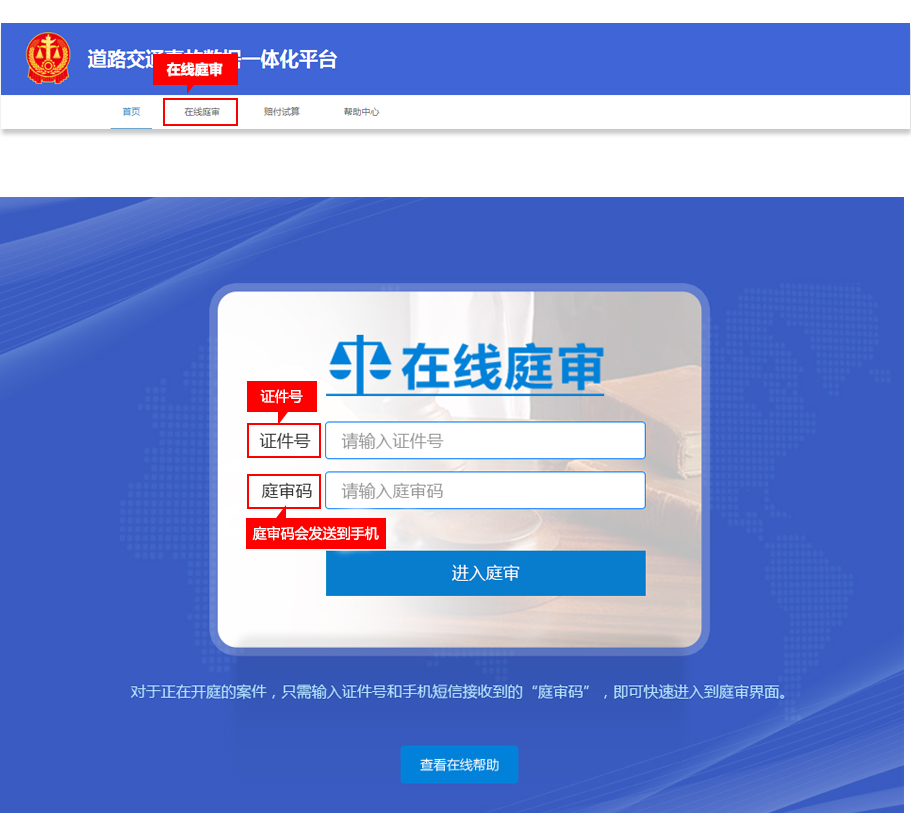 道路交通事故数据一体化平台
在线庭审
首页 在线庭审 赔付试算 帮助中心
在线庭审
证件号
证件号 请输入证件号
庭审码 请输入庭审码
庭审码会发送到手机
进入庭审
对于正在开庭的案件，只需输入证件号和手机短信接收到的“庭审码”，即可快速进入到庭审界面。
查看在线帮助